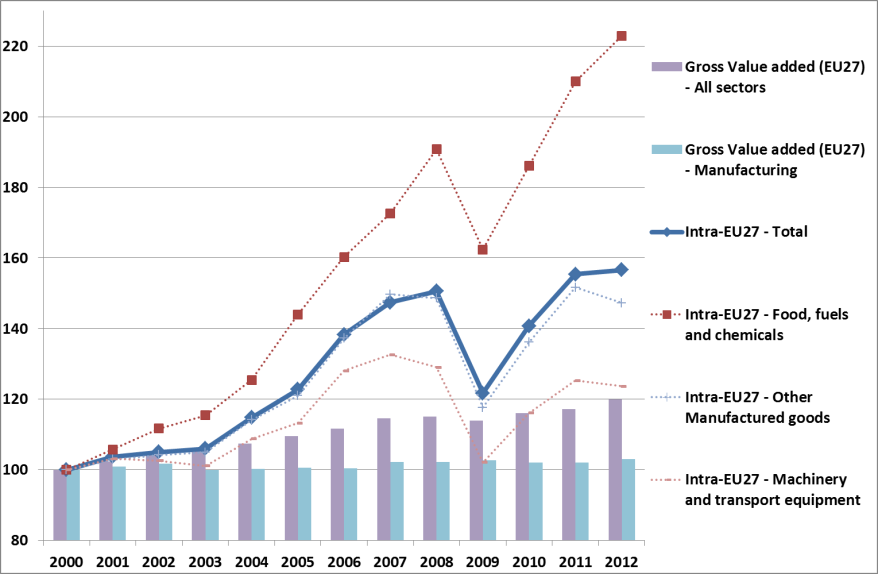 220
200
180
160
140
120
100
80
2000 2001 2002 2003 2004 2005 2006 2007 2008 2009 2010 2011 2012
Gross Value added (EU27)
- All sectors
Gross Value added (EU27)
- Manufacturing
Intra-EU27 - Total
Intra-EU27 - Food, fuels
and chemicals
Intra-EU27 - Other
Manufactured goods
Intra-EU27 - Machinery
and transport equipment